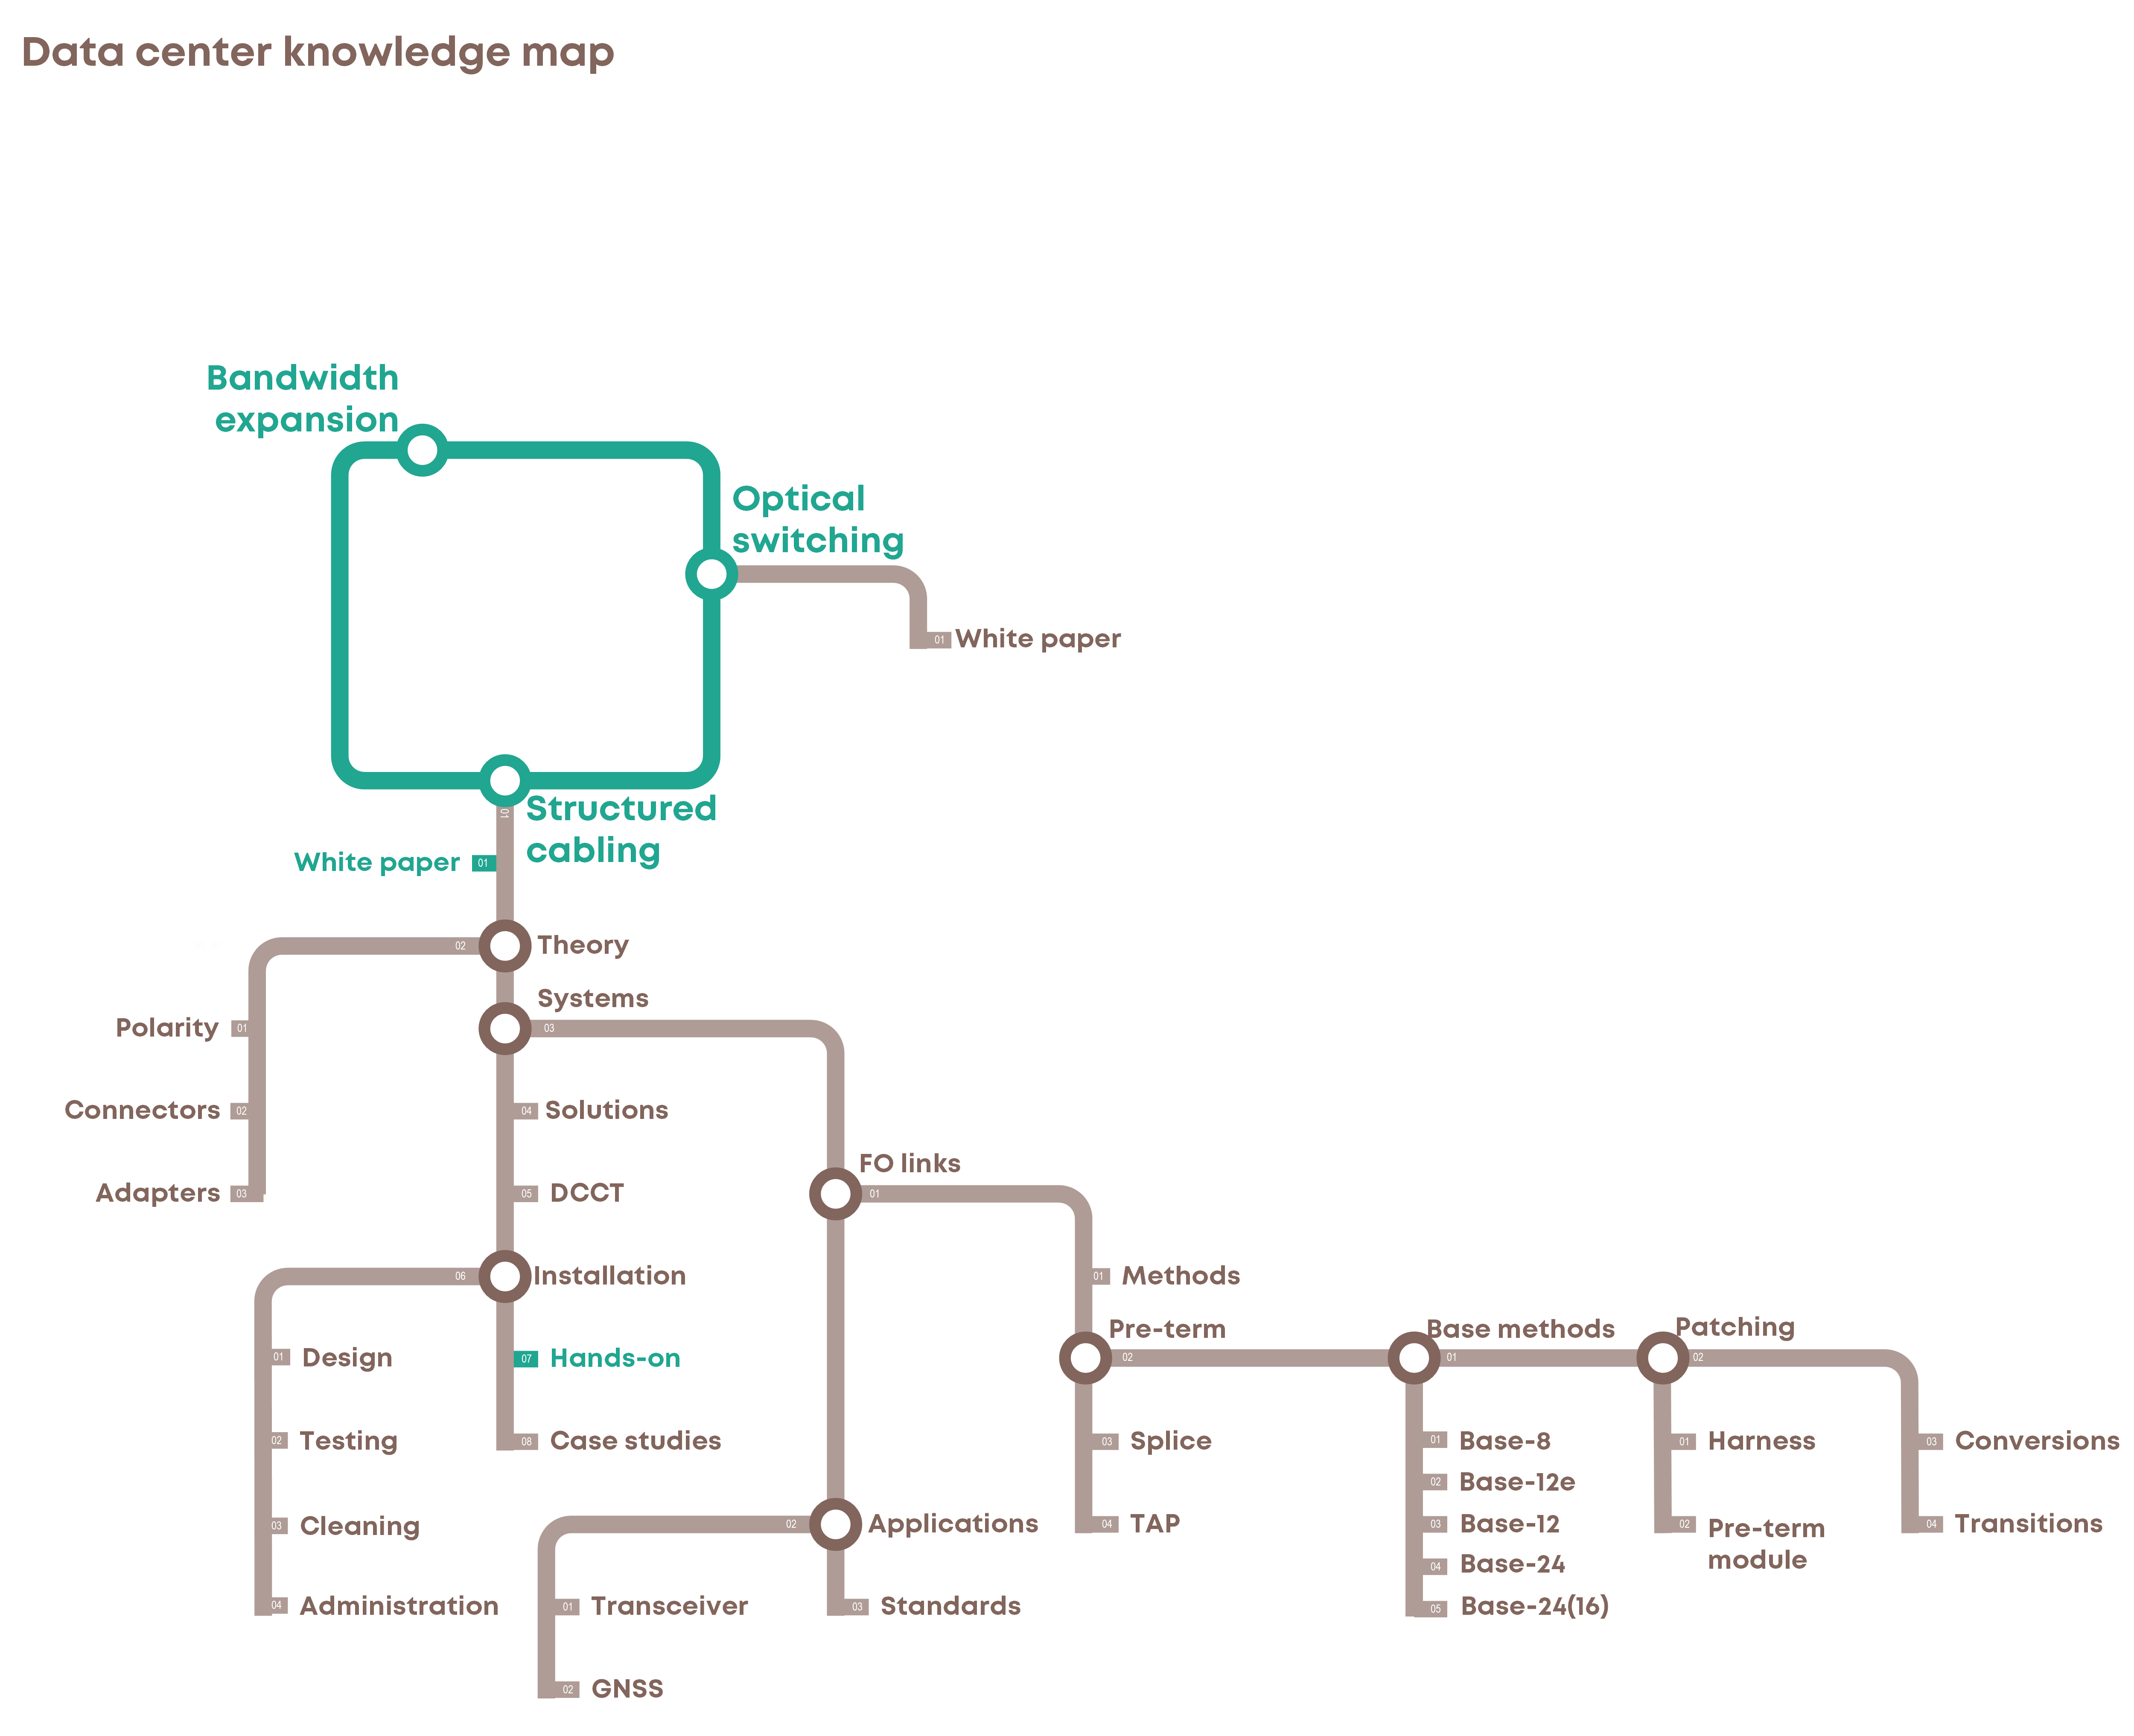 Data center knowledge map
Bandwidth
expansion
Optical
switching
01 White paper
01
Structured
cabling
White paper 01
02 Theory
Systems
03
Polarity 01
Connectors 02
04 Solutions
FO links
Adapters 03
05 DCCT
01
06 Installation
01 Methods
Pre-term
02
Base methods
01
Patching
02
01 Design
07 Hands-on
02 Testing
08 Case studies
03 Splice
01 Base-8
01 Harness
03 Conversions
02 Base-12e
03 Cleaning
02 Applications
04 TAP
03 Base-12
02 Pre-term
module
04 Transitions
04 Base-24
04 Administration
01 Transceiver
03 Standards
05 Base-24(16)
02 GNSS